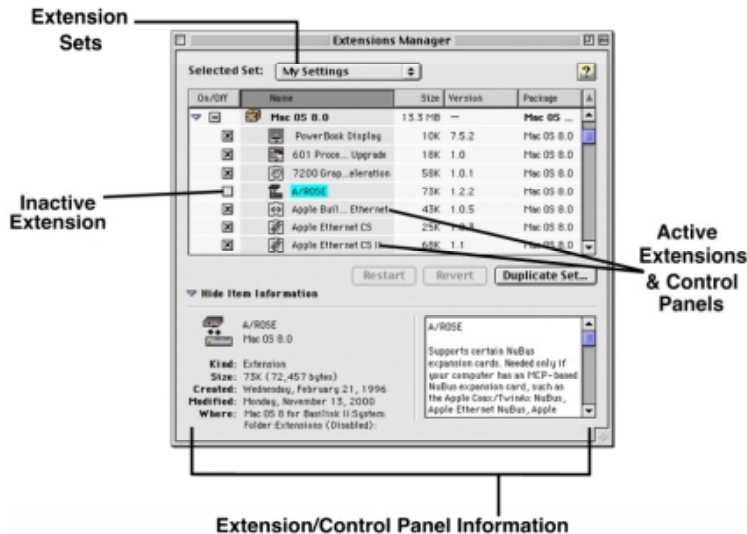 Extension
Sets
Extensions Manager
Selected Set: My Settings
?
On/Off Name Size Version Package
Mac OS 8.0 13.3 MB — Mac OS ...
PowerBook Display 10K 7.5.2 Mac OS 8.0
601 Proce... Upgrade 18K 1.0 Mac OS 8.0
7200 Grap...eleration 58K 1.0.1 Mac OS 8.0
A/ROSE 73K 1.2.2 Mac OS 8.0
Apple Buil... Ethernet 43K 1.0.5 Mac OS 8.0
Apple Ethernet CS 25K Mac OS 8.0
Apple Ethernet CS II 68K 1.1 Mac OS 8.0
Inactive
Extension
Active
Extensions
& Control
Panels
Restart Revert Duplicate Set...
Hide Item Information
A/ROSE
Mac OS 8.0
Kind: Extension
Size: 73K (72,457 bytes)
Created: Wednesday, February 21, 1996
Modified: Monday, November 13, 2000
Where: Mac OS 8 for Basilisk II:System
Folder:Extensions (Disabled):
A/ROSE
Supports certain NuBus
expansion cards. Needed only if
your computer has an MCP-based
NuBus expansion card, such as
the Apple Coax/TwinAx NuBus,
Apple Ethernet NuBus, Apple
Extension/Control Panel Information